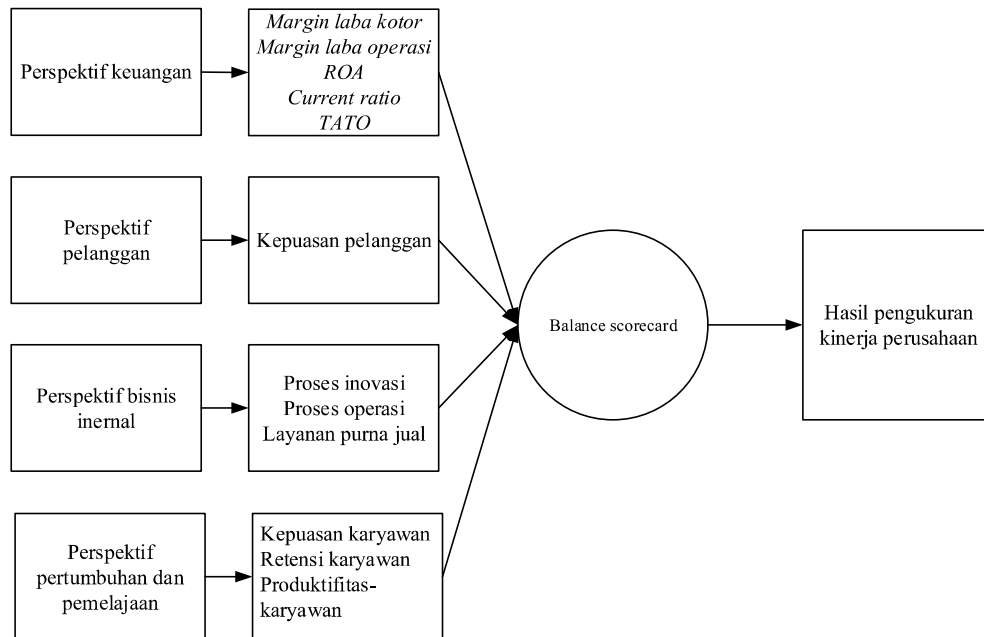 Perspektif keuangan
Margin laba kotor
Margin laba operasi
ROA
Current ratio
TATO
Perspektif
pelanggan
Kepuasan pelanggan
Perspektif bisnis
inernal
Proses inovasi
Proses operasi
Layanan purna jual
Perspektif
pertumbuhan dan
pemelajaan
Kepuasan karyawan
Retensi karyawan
Produktifitas-
karyawan
Balance scorecard
Hasil pengukuran
kinerja perusahaan